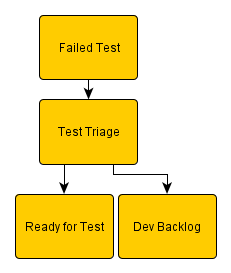 Failed Test
Test Triage
Ready for Test
Dev Backlog